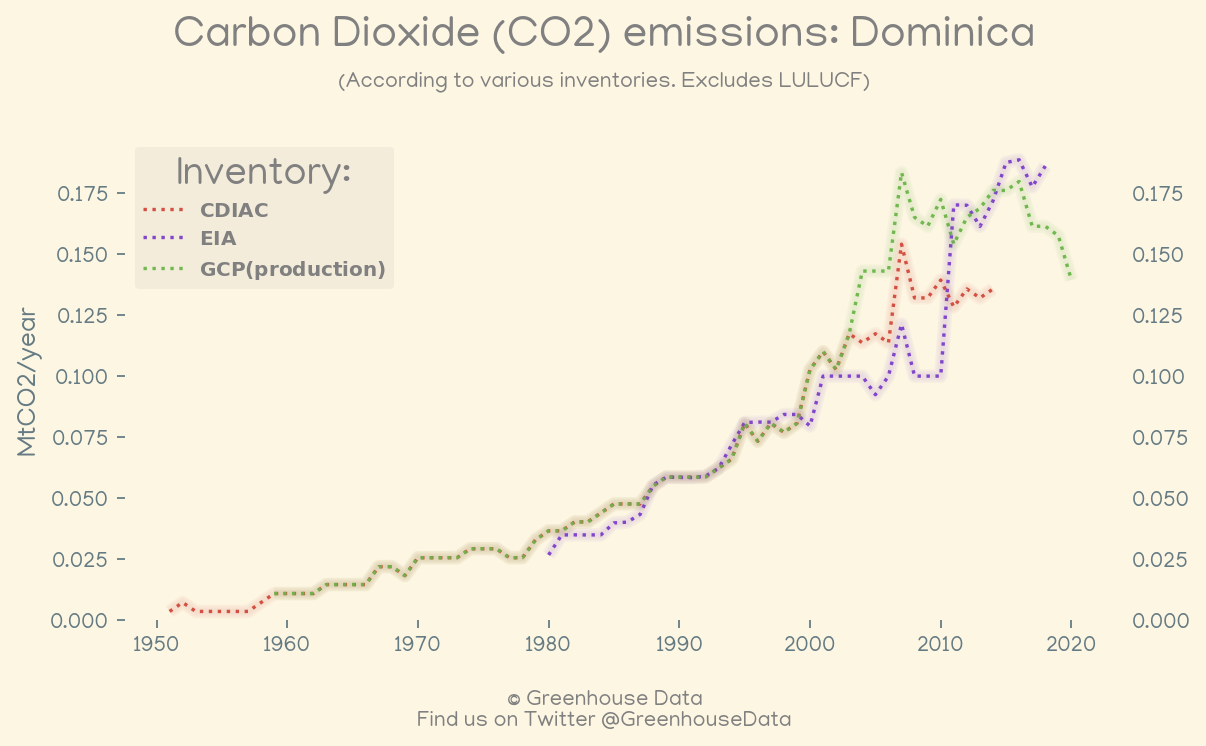 Carbon Dioxide (CO2) emissions: Dominica
(According to various inventories. Excludes LULUCF)
Inventory:
CDIAC
EIA
GCP(production)
MtCO2/year
0.175
0.150
0.125
0.100
0.075
0.050
0.025
0.000
0.175
0.150
0.125
0.100
0.075
0.050
0.025
0.000
1950 1960 1970 1980 1990 2000 2010 2020
© Greenhouse Data
Find us on Twitter @GreenhouseData